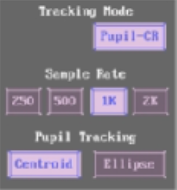 Tracking Mode
Pupil-CR
Sample Rate
250 500 1K 2K
Pupil Tracking
Centroid Ellipse